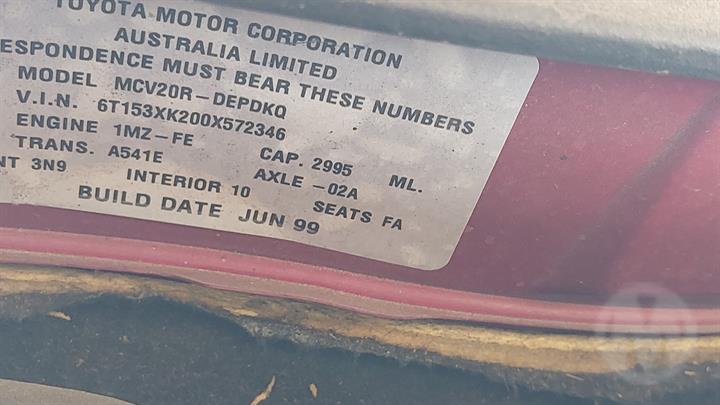 TOYOTA MOTOR CORPORATION
AUSTRALIA LIMITED
ESPONDENCE MUST BEAR THESE NUMBERS
MODEL MCV20R-DEPDKQ
V.I.N. 6T153XK200X572346
ENGINE 1MZ-FE CAP. 2995 ML.
TRANS. A541E AXLE -02A
NT 3N9 INTERIOR 10 SEATS FA
BUILD DATE JUN 99